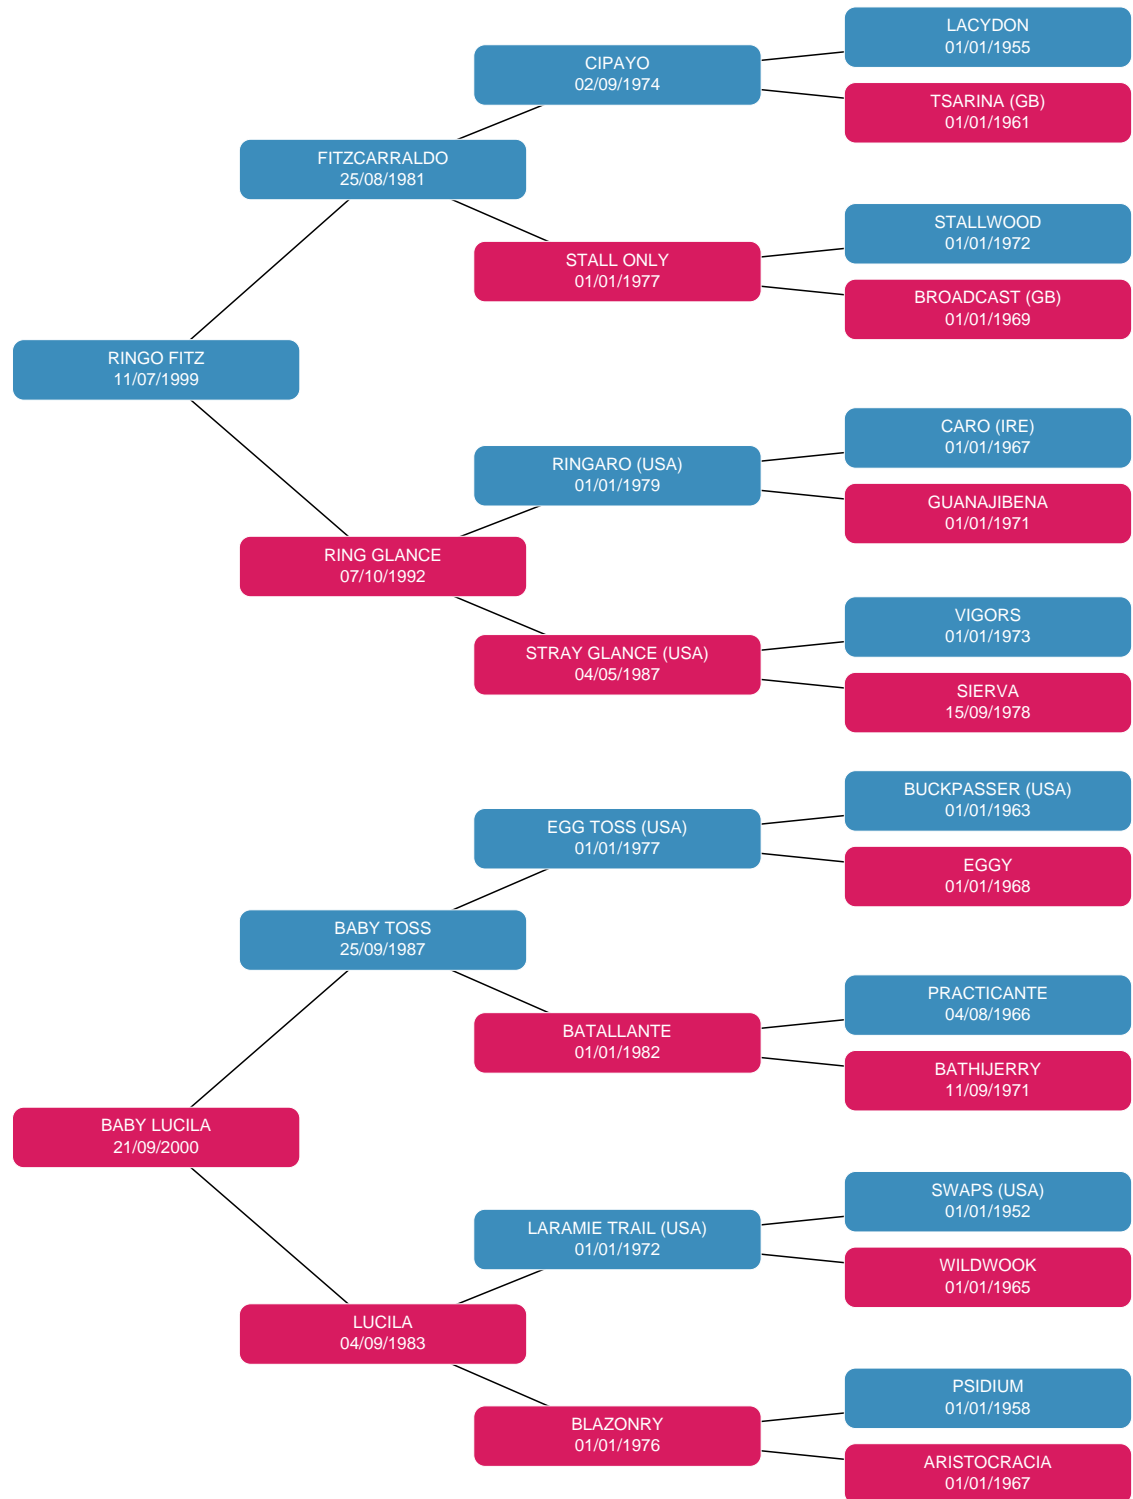 LACYDON
01/01/1955
CIPAYO
02/09/1974
TSARINA (GB)
01/01/1961
FITZCARRALDO
25/08/1981
STALLWOOD
01/01/1972
STALL ONLY
01/01/1977
BROADCAST (GB)
01/01/1969
RINGO FITZ
11/07/1999
CARO (IRE)
01/01/1967
RINGARO (USA)
01/01/1979
GUANAJIBENA
01/01/1971
RING GLANCE
07/10/1992
VIGORS
01/01/1973
STRAY GLANCE (USA)
04/05/1987
SIERVA
15/09/1978
BUCKPASSER (USA)
01/01/1963
EGG TOSS (USA)
01/01/1977
EGGY
01/01/1968
BABY TOSS
25/09/1987
PRACTICANTE
04/08/1966
BATALLANTE
01/01/1982
BATHIJERRY
11/09/1971
BABY LUCILA
21/09/2000
SWAPS (USA)
01/01/1952
LARAMIE TRAIL (USA)
01/01/1972
WILDWOOK
01/01/1965
LUCILA
04/09/1983
PSIDIUM
01/01/1958
BLAZONRY
01/01/1976
ARISTOCRACIA
01/01/1967